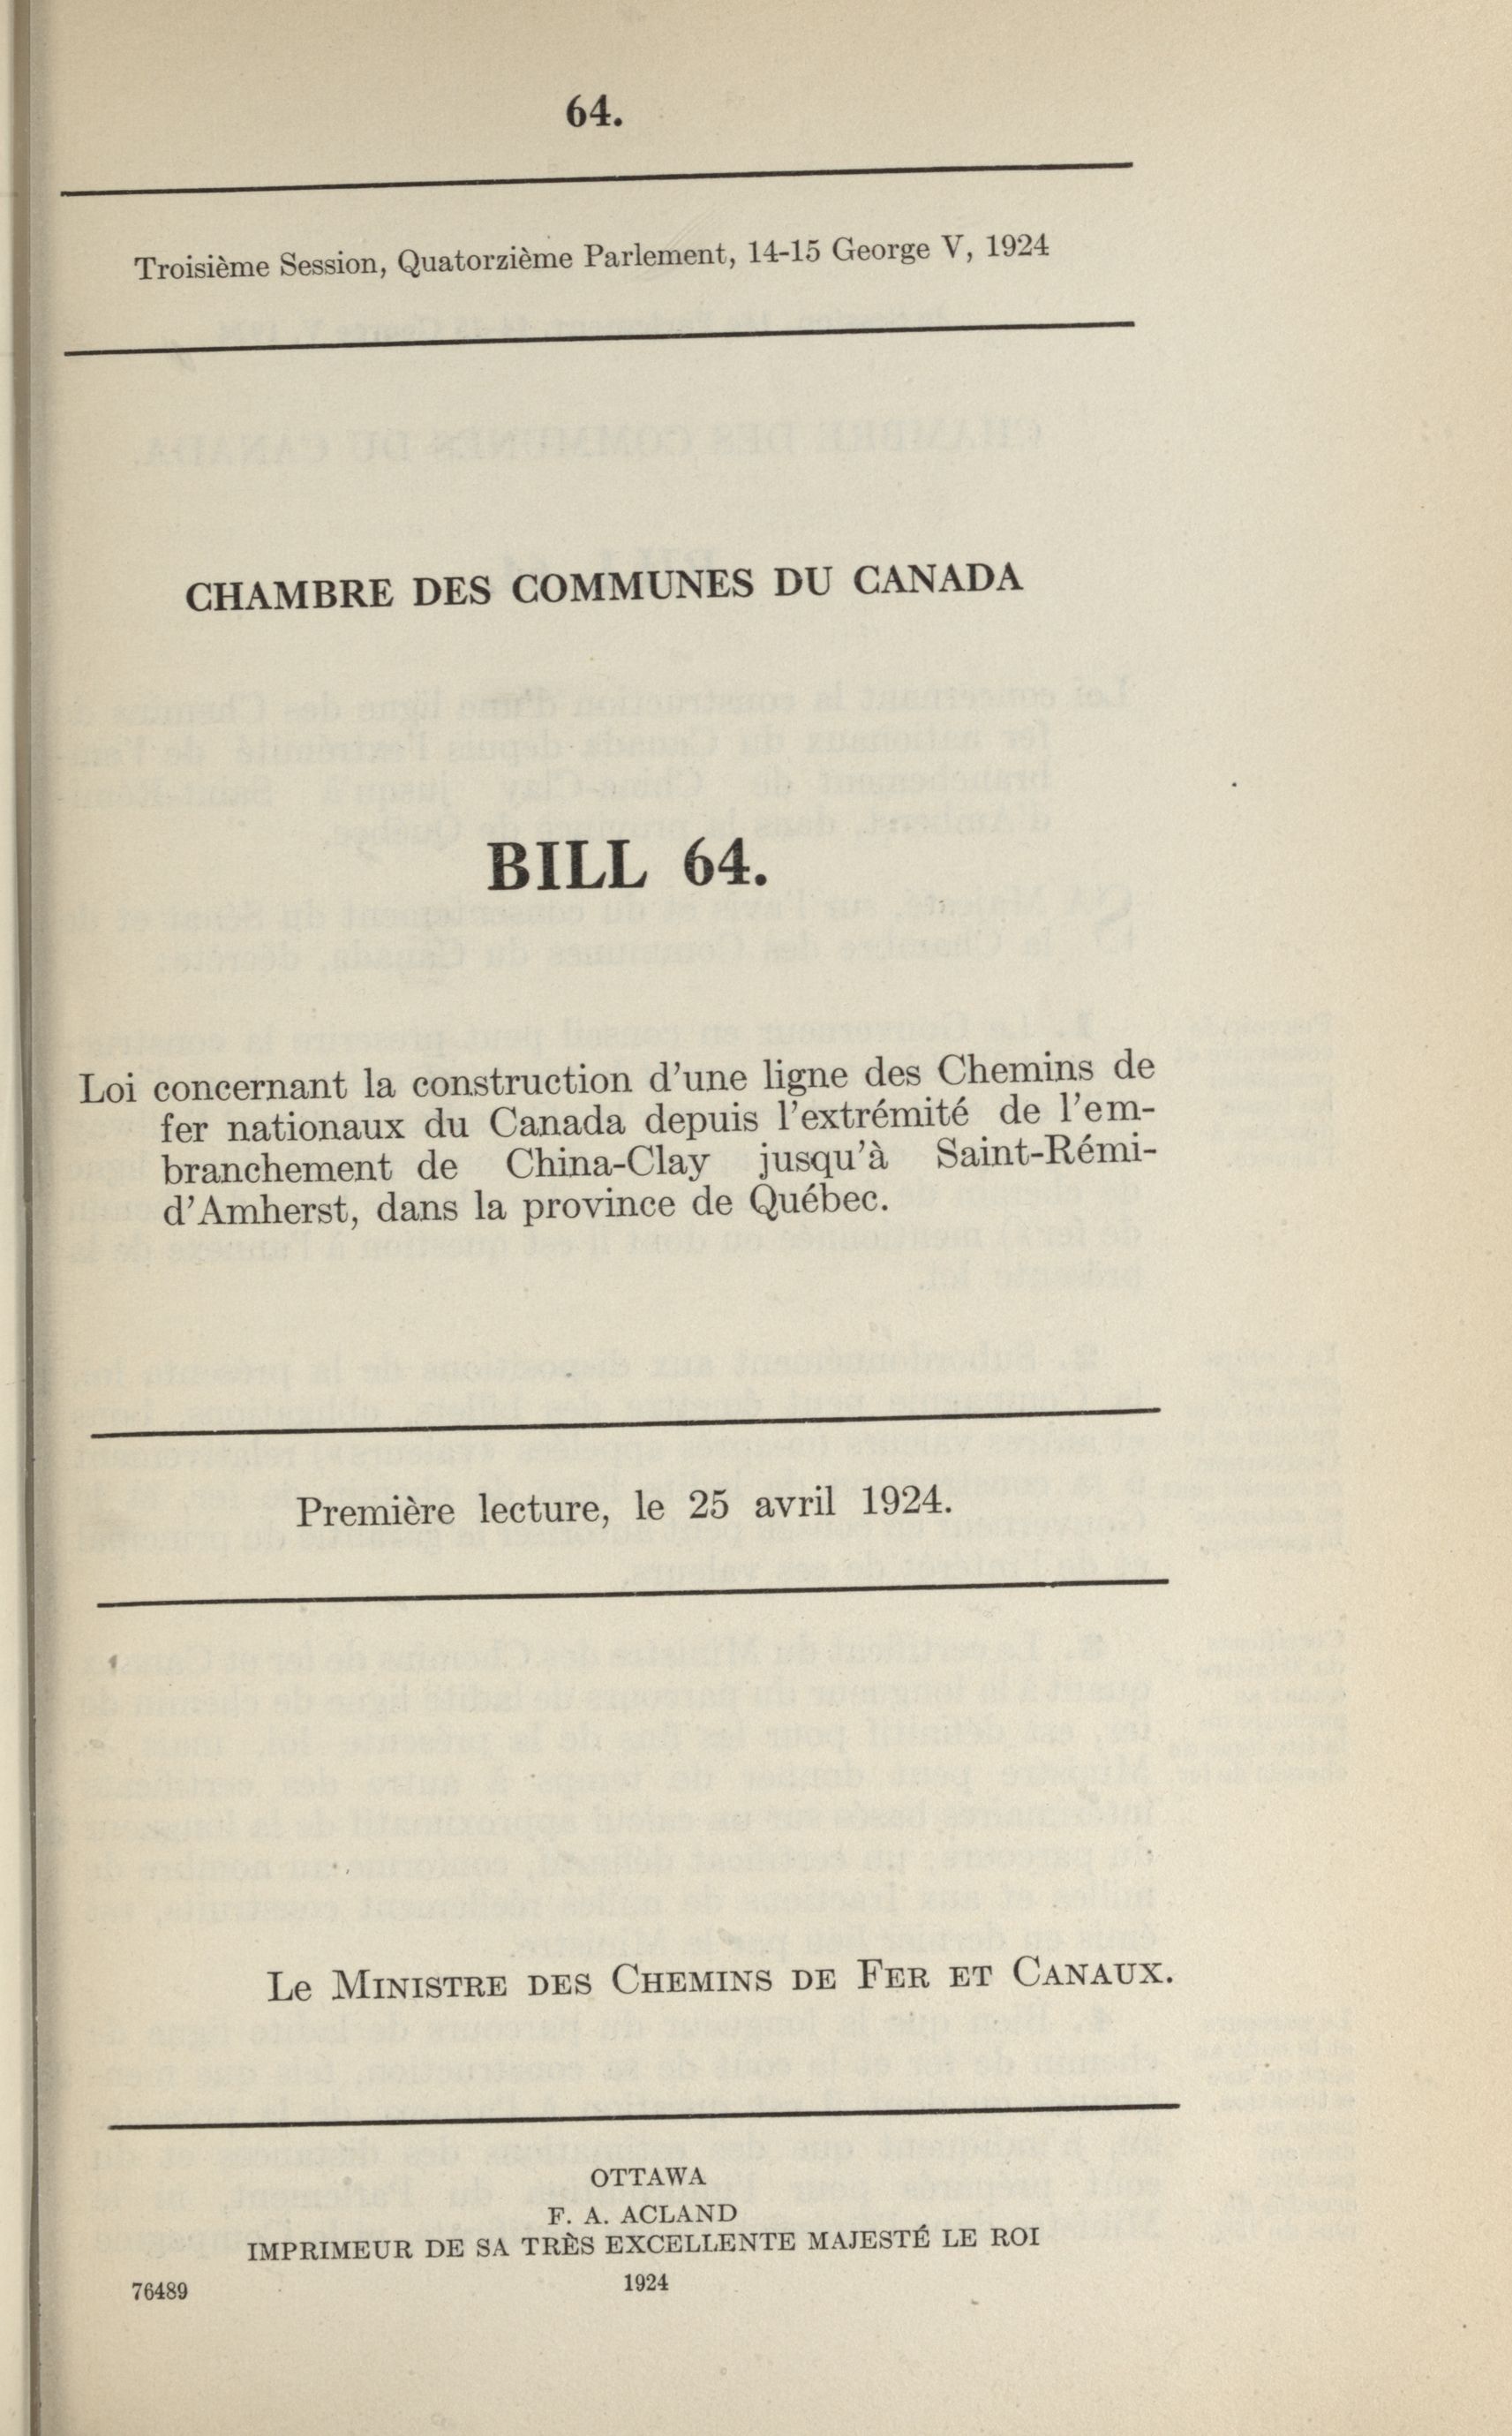 64.
Troisième Session, Quatorzième Parlement, 14-15 George V, 1924
CHAMBRE DES COMMUNES DU CANADA
BILL 64.
Loi concernant la construction d'une ligne des Chemins de
fer nationaux du Canada depuis l'extrémité de l'em-
branchement de China-Clay jusqu'à Saint-Rémi-
d'Amherst, dans la province de Québec.
Première lecture, le 25 avril 1924.
Le Ministre des Chemins de Fer et Canaux.
OTTAWA
F. A. ACLAND
IMPRIMEUR DE SA TRÈS EXCELLENTE MAJESTÉ LE ROI
1924
76489